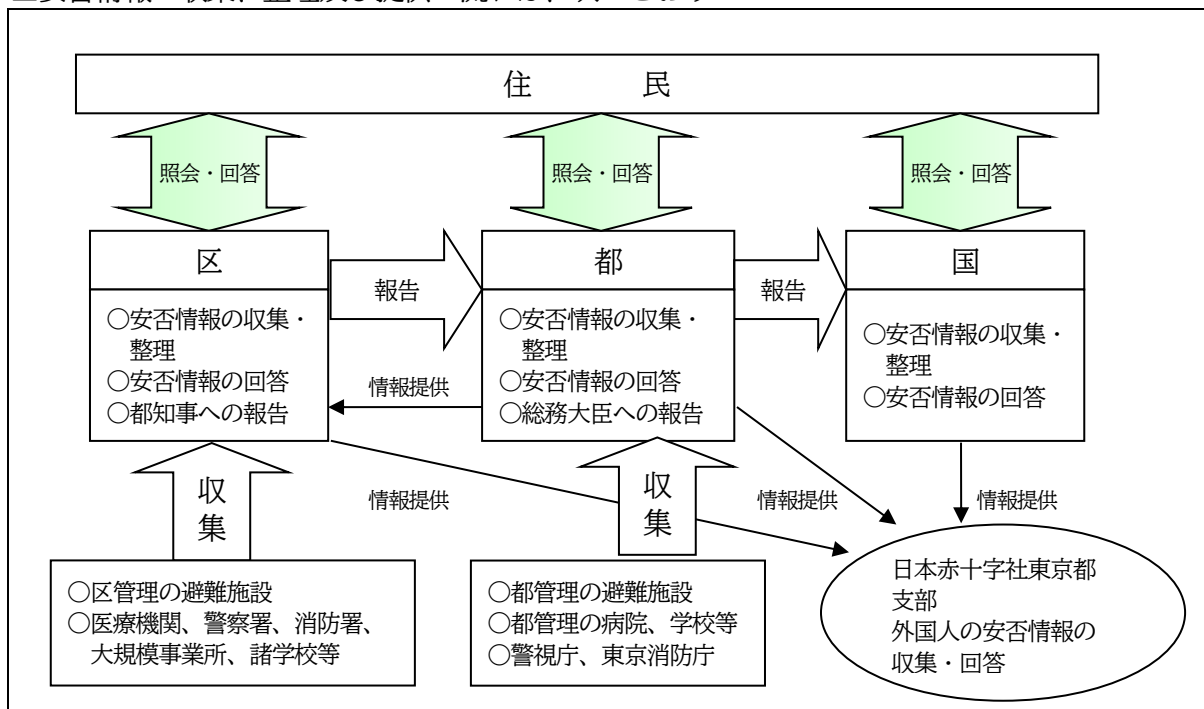 住 民
照会・回答
照会・回答
照会・回答
区
○安否情報の収集・
整理
○安否情報の回答
○都知事への報告
報告
都
○安否情報の収集・
整理
○安否情報の回答
○総務大臣への報告
報告
国
○安否情報の収集・
整理
○安否情報の回答
情報提供
収
集
情報提供
収
集
情報提供
情報提供
○区管理の避難施設
○医療機関、警察署、消防署、
大規模事業所、諸学校等
○都管理の避難施設
○都管理の病院、学校等
○警視庁、東京消防庁
日本赤十字社東京都
支部
外国人の安否情報の
収集・回答